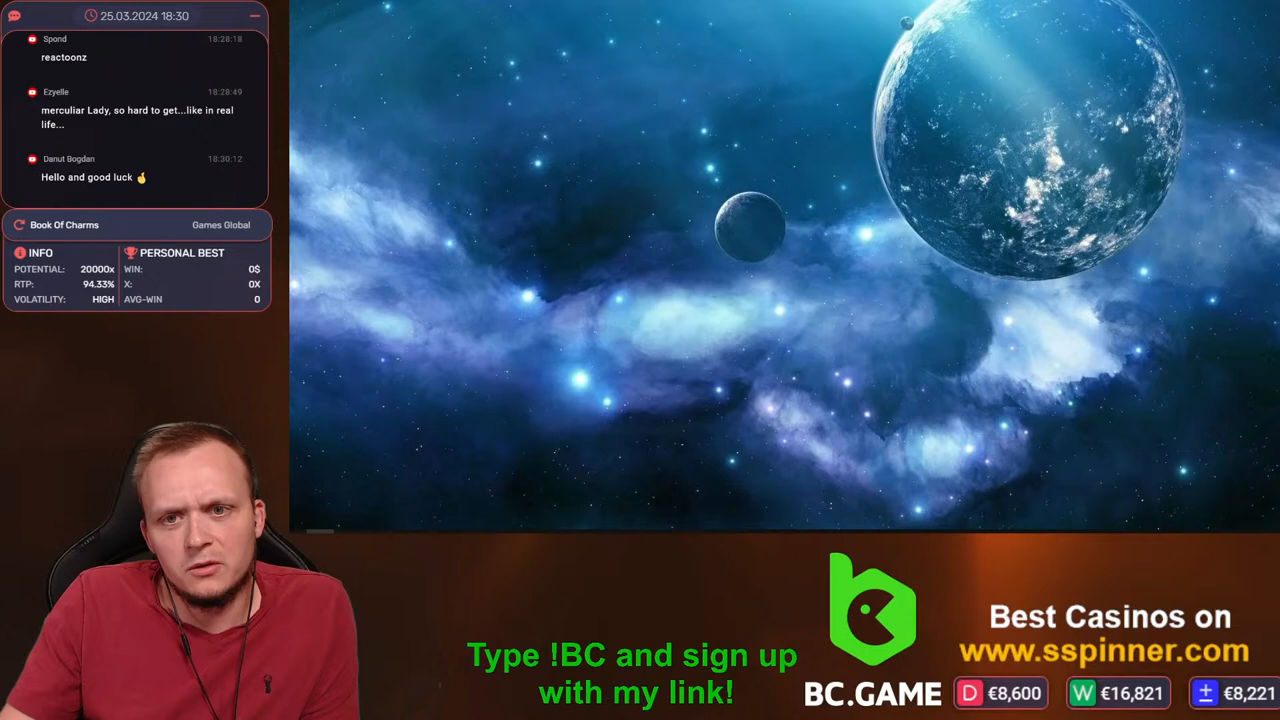 25.03.2024 18:30
Spond 18:28:18
reactoonz
Ezyelle 18:28:49
merculiar Lady, so hard to get...like in real
life...
Danut Bogdan 18:30:12
Hello and good luck
Book Of Charms Games Global
INFO PERSONAL BEST
POTENTIAL: 20000x WIN: 0$
RTP: 94.33% X: 0X
VOLATILITY: HIGH AVG-WIN 0
Type !BC and sign up
with my link!
BC.GAME
Best Casinos on
www.sspinner.com
D €8,600 W €16,821 ± €8,221